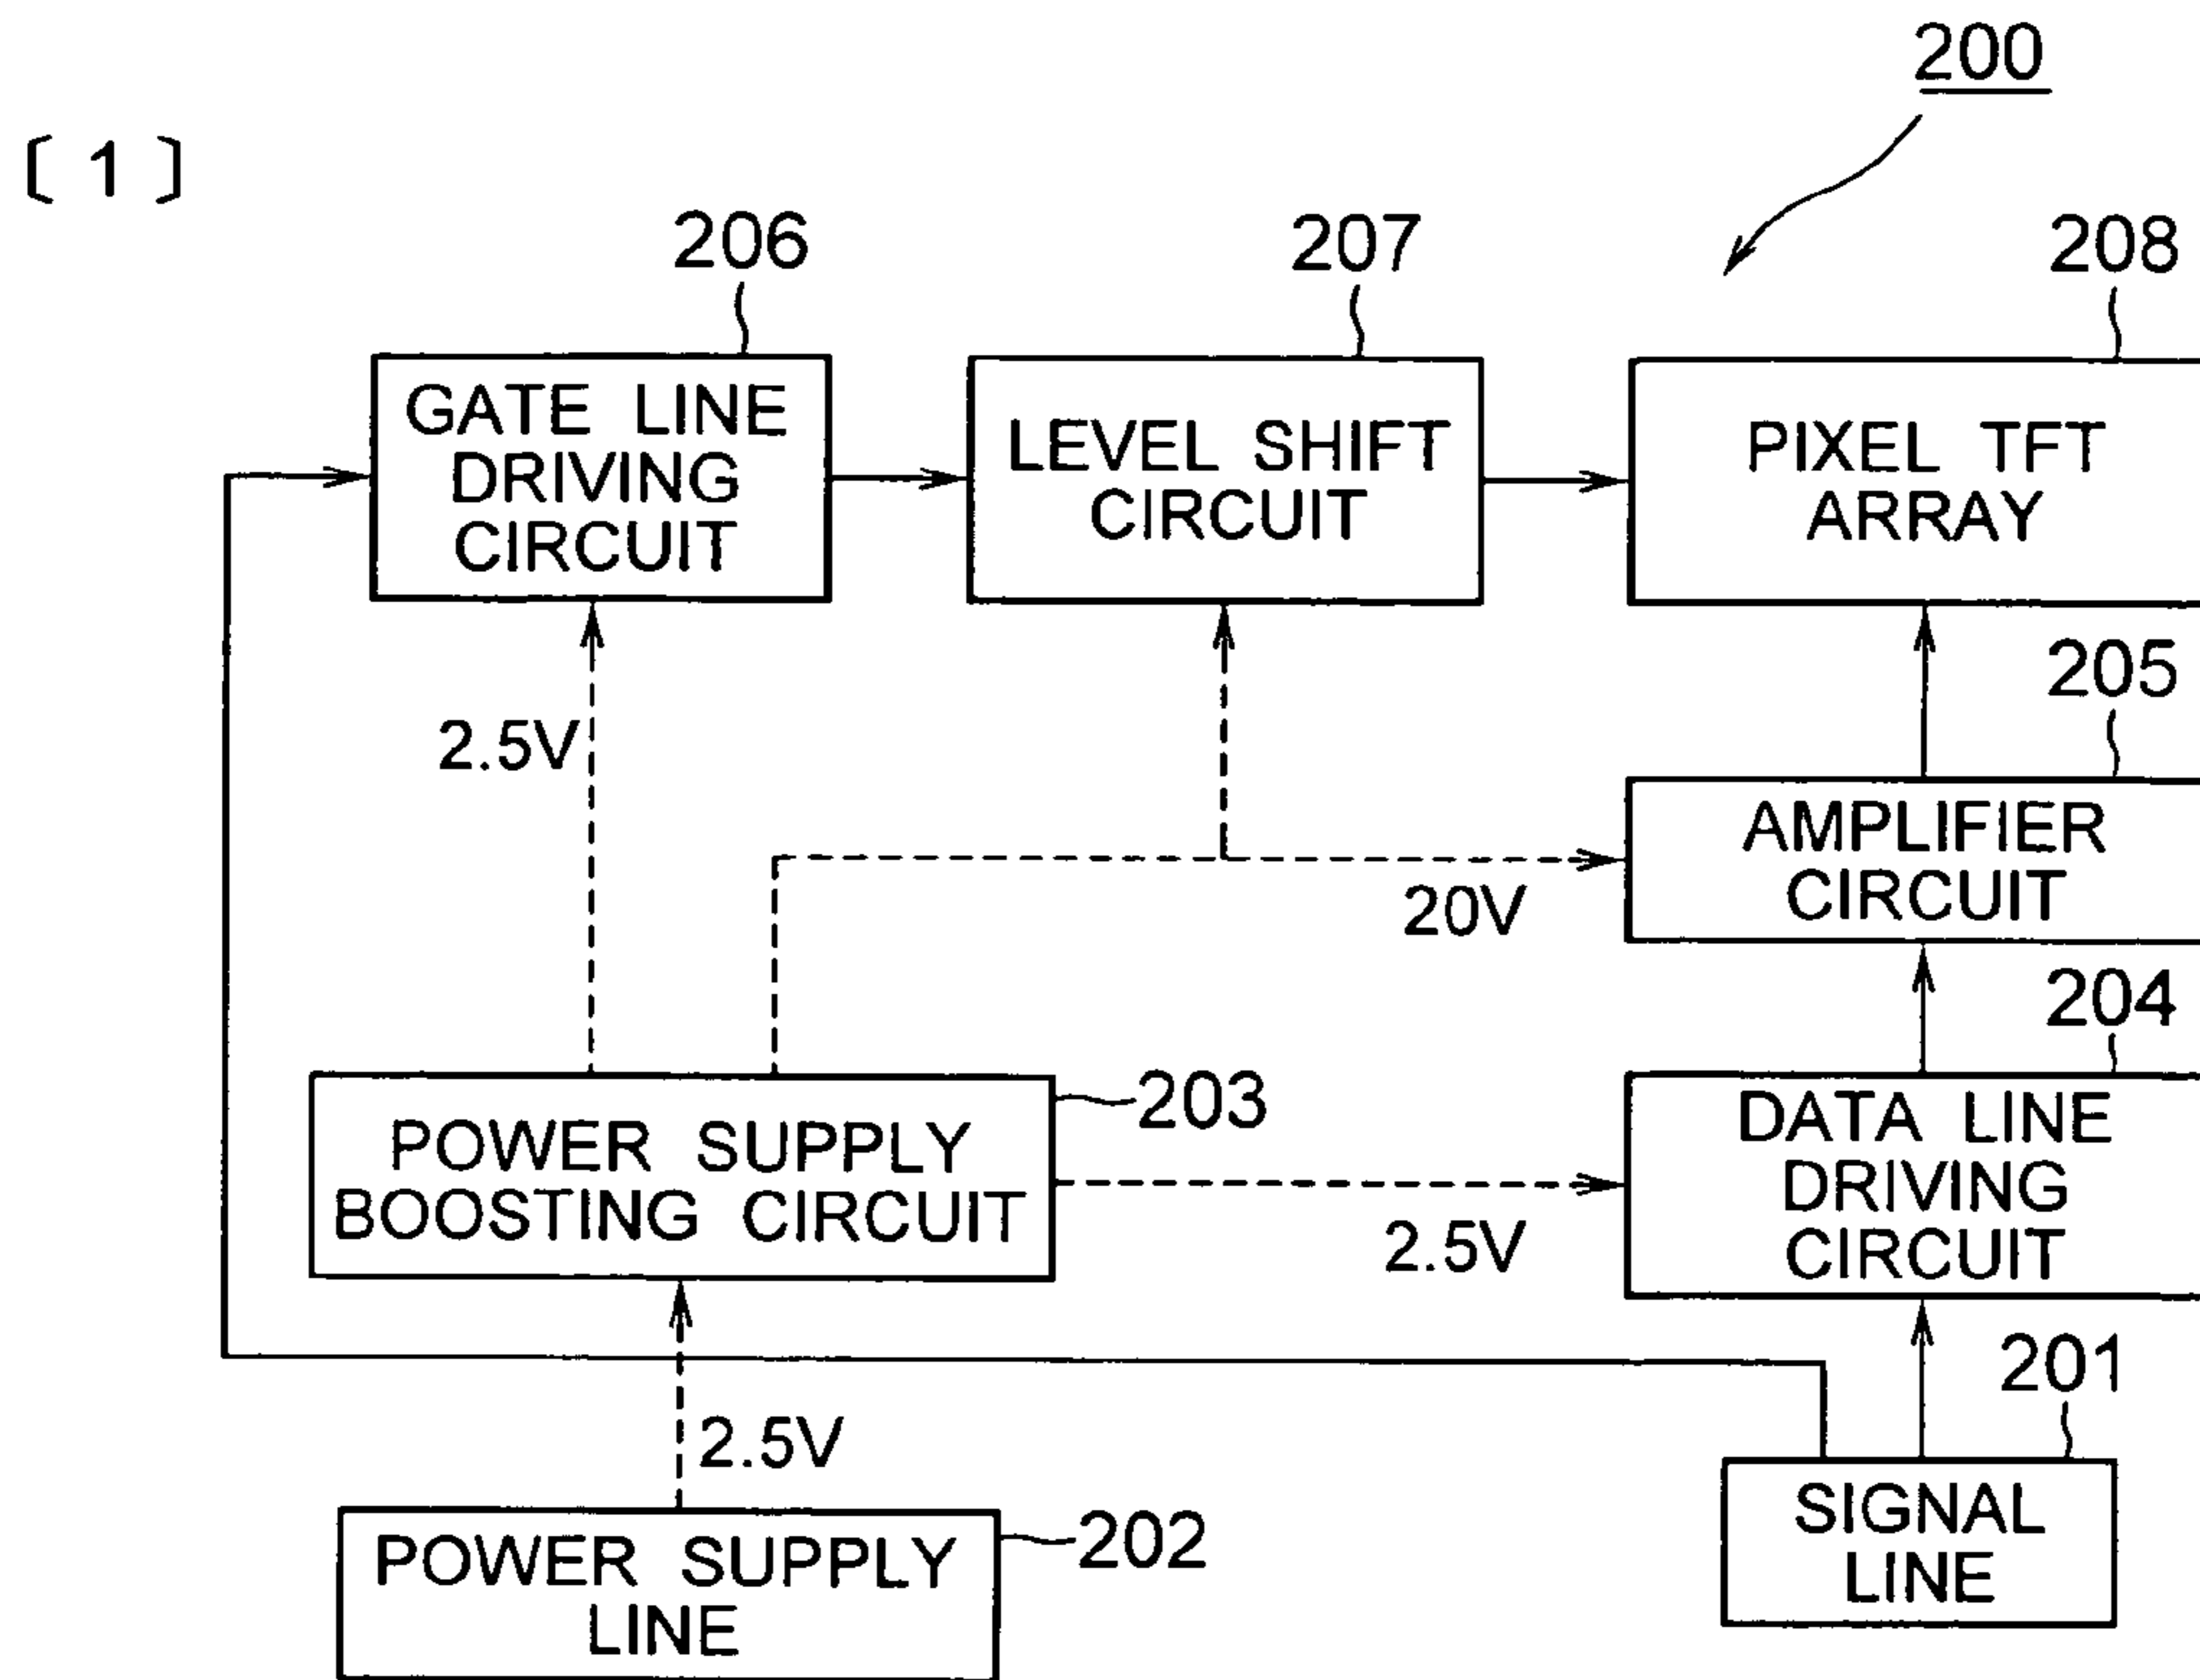 200
[ 1 ]
206
207
208
GATE LINE
DRIVING
CIRCUIT
LEVEL SHIFT
CIRCUIT
PIXEL TFT
ARRAY
205
2.5V
AMPLIFIER
CIRCUIT
20V
204
203
POWER SUPPLY
BOOSTING CIRCUIT
DATA LINE
DRIVING
CIRCUIT
2.5V
201
2.5V
SIGNAL
LINE
202
POWER SUPPLY
LINE